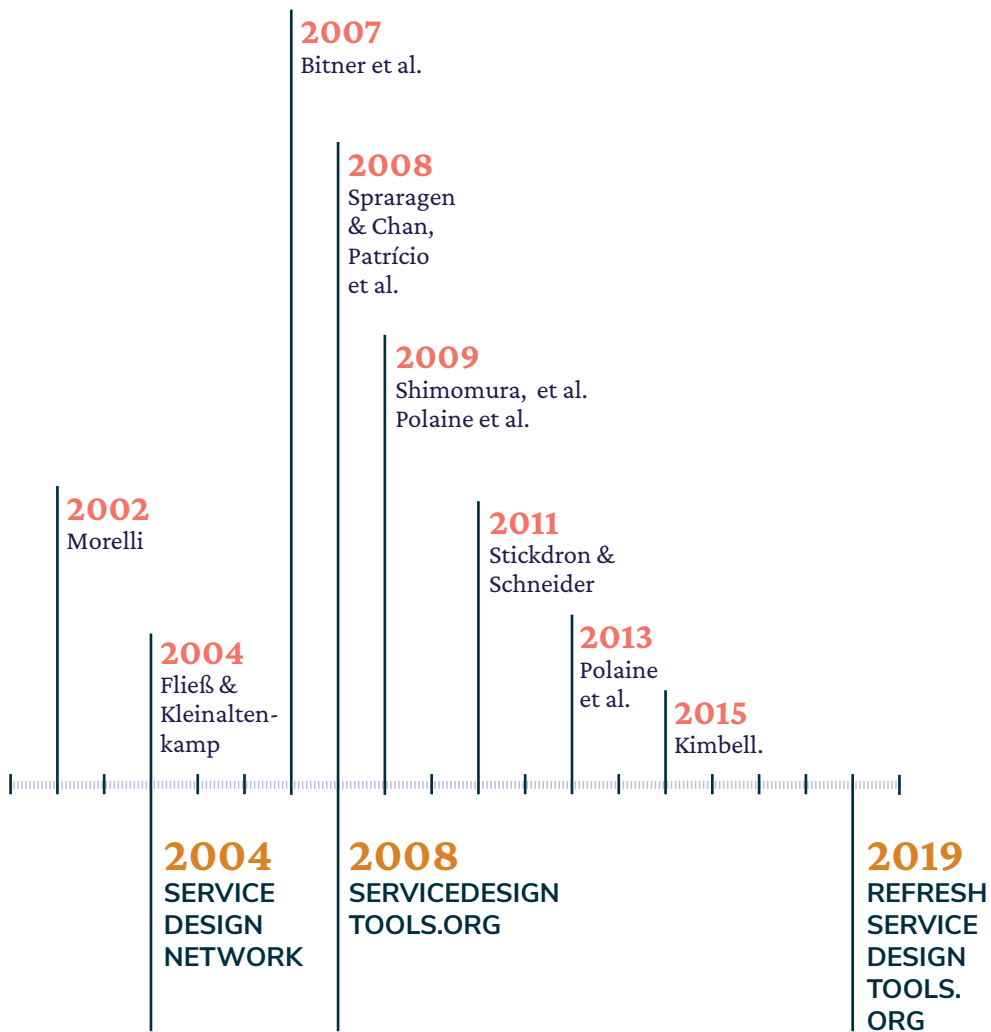 2007
Bitner et al.
2008
Spraragen
& Chan,
Patrício
et al.
2009
Shimomura, et al.
Polaine et al.
2002
Morelli
2011
Stickdron &
Schneider
2013
Polaine
et al.
2004
Fließ &
Kleinalten-
kamp
2015
Kimbell.
2004
SERVICE
DESIGN
NETWORK
2008
SERVICEDESIGN
TOOLS.ORG
2019
REFRESH
SERVICE
DESIGN
TOOLS.
ORG